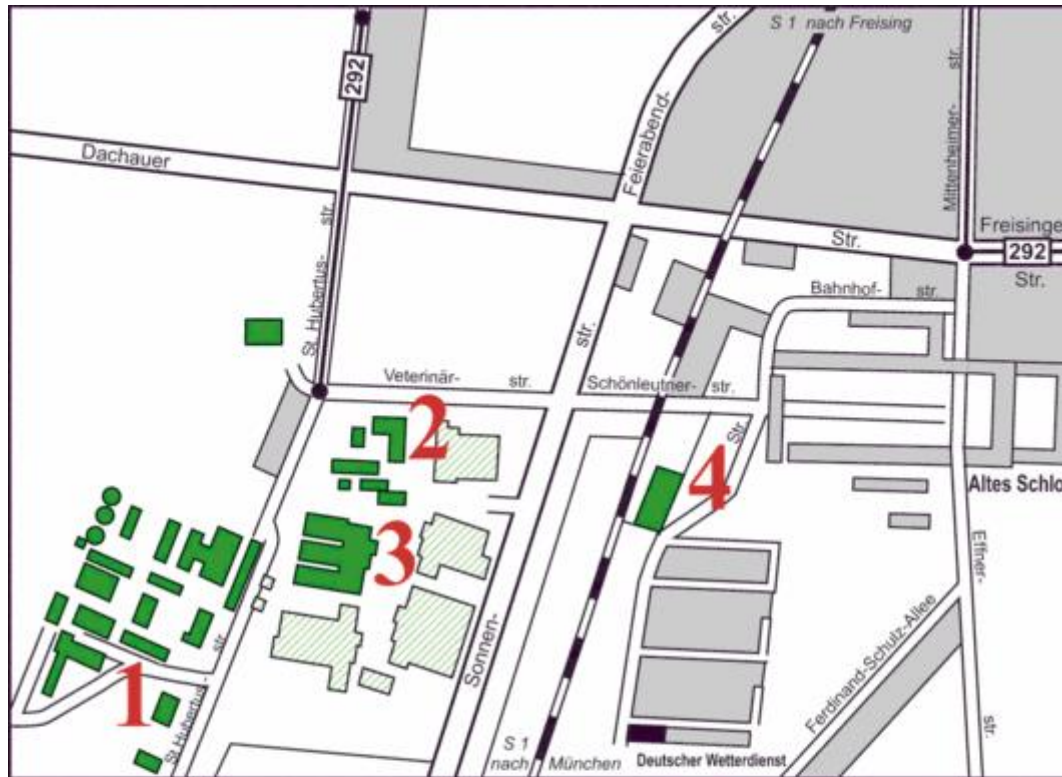 S 1 nach Freising
str.
292
str.
Mittenheimer-
Dachauer
Feierabend-
str.
St. Hubertus-
Str.
Freisinge
292
Str.
Bahnhof-
str.
str.
Veterinär-
str.
Schönleutner-
str.
Str.
2
4
Altes Schlo
3
Effner-
Ferdinand-Schulz-Allee
Sonnen-
str.
1
St.Hubertus-
str.
S 1
nach
München
Deutscher Wetterdienst